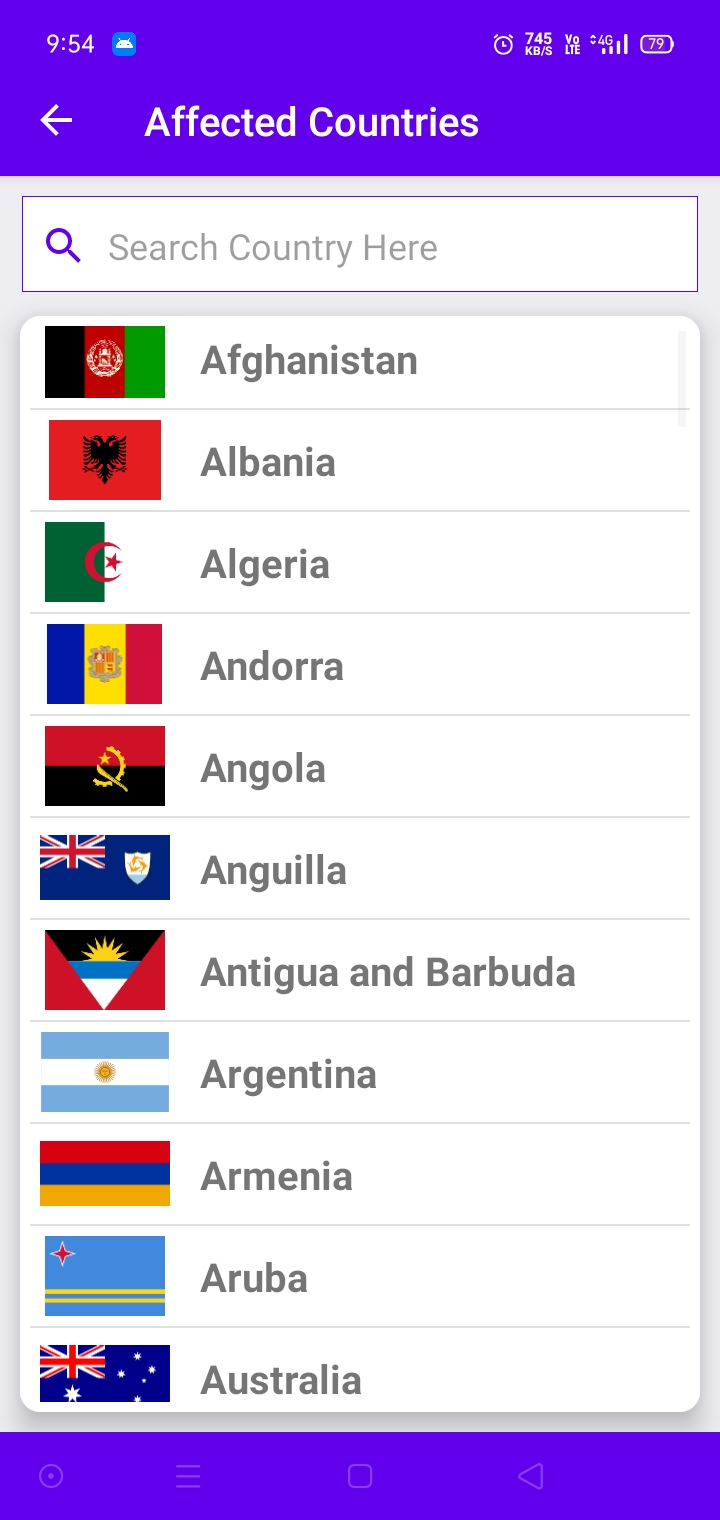 9:54
745 KB/S
Vo LTE
4G
79
Affected Countries
Search Country Here
Afghanistan
Albania
Algeria
Andorra
Angola
Anguilla
Antigua and Barbuda
Argentina
Armenia
Aruba
Australia